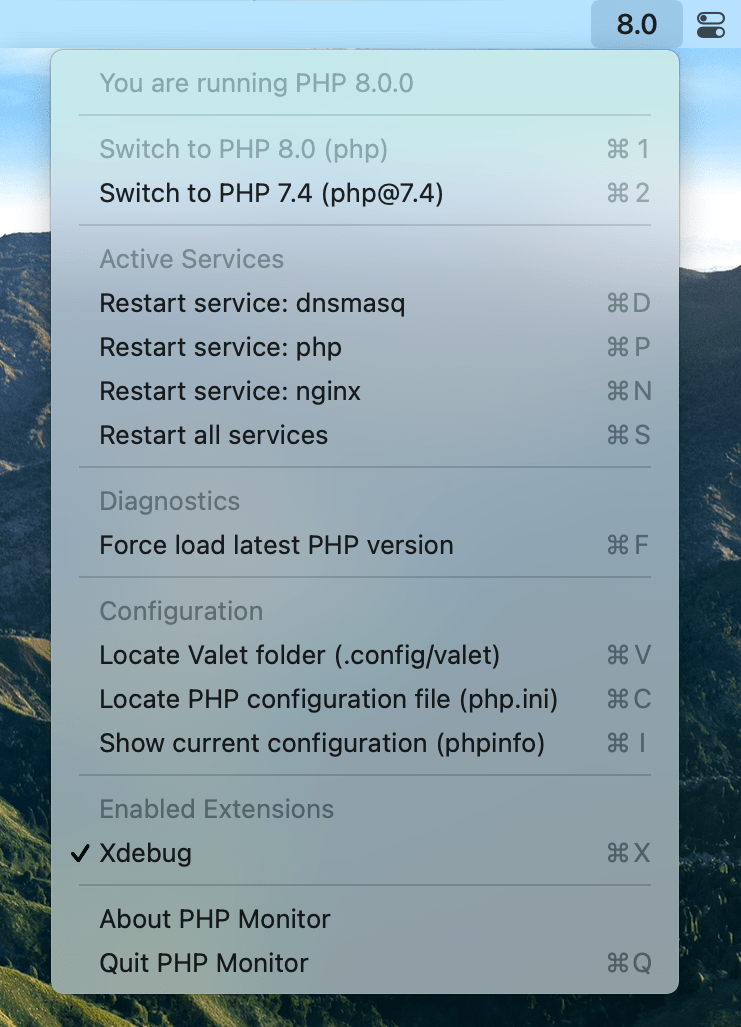 8.0
You are running PHP 8.0.0
Switch to PHP 8.0 (php) ⌘ 1
Switch to PHP 7.4 (php@7.4) ⌘ 2
Active Services
Restart service: dnsmasq ⌘ D
Restart service: php ⌘ P
Restart service: nginx ⌘ N
Restart all services ⌘ S
Diagnostics
Force load latest PHP version ⌘ F
Configuration
Locate Valet folder (.config/valet) ⌘ V
Locate PHP configuration file (php.ini) ⌘ C
Show current configuration (phpinfo) ⌘ I
Enabled Extensions
✓ Xdebug ⌘ X
About PHP Monitor
Quit PHP Monitor ⌘ Q